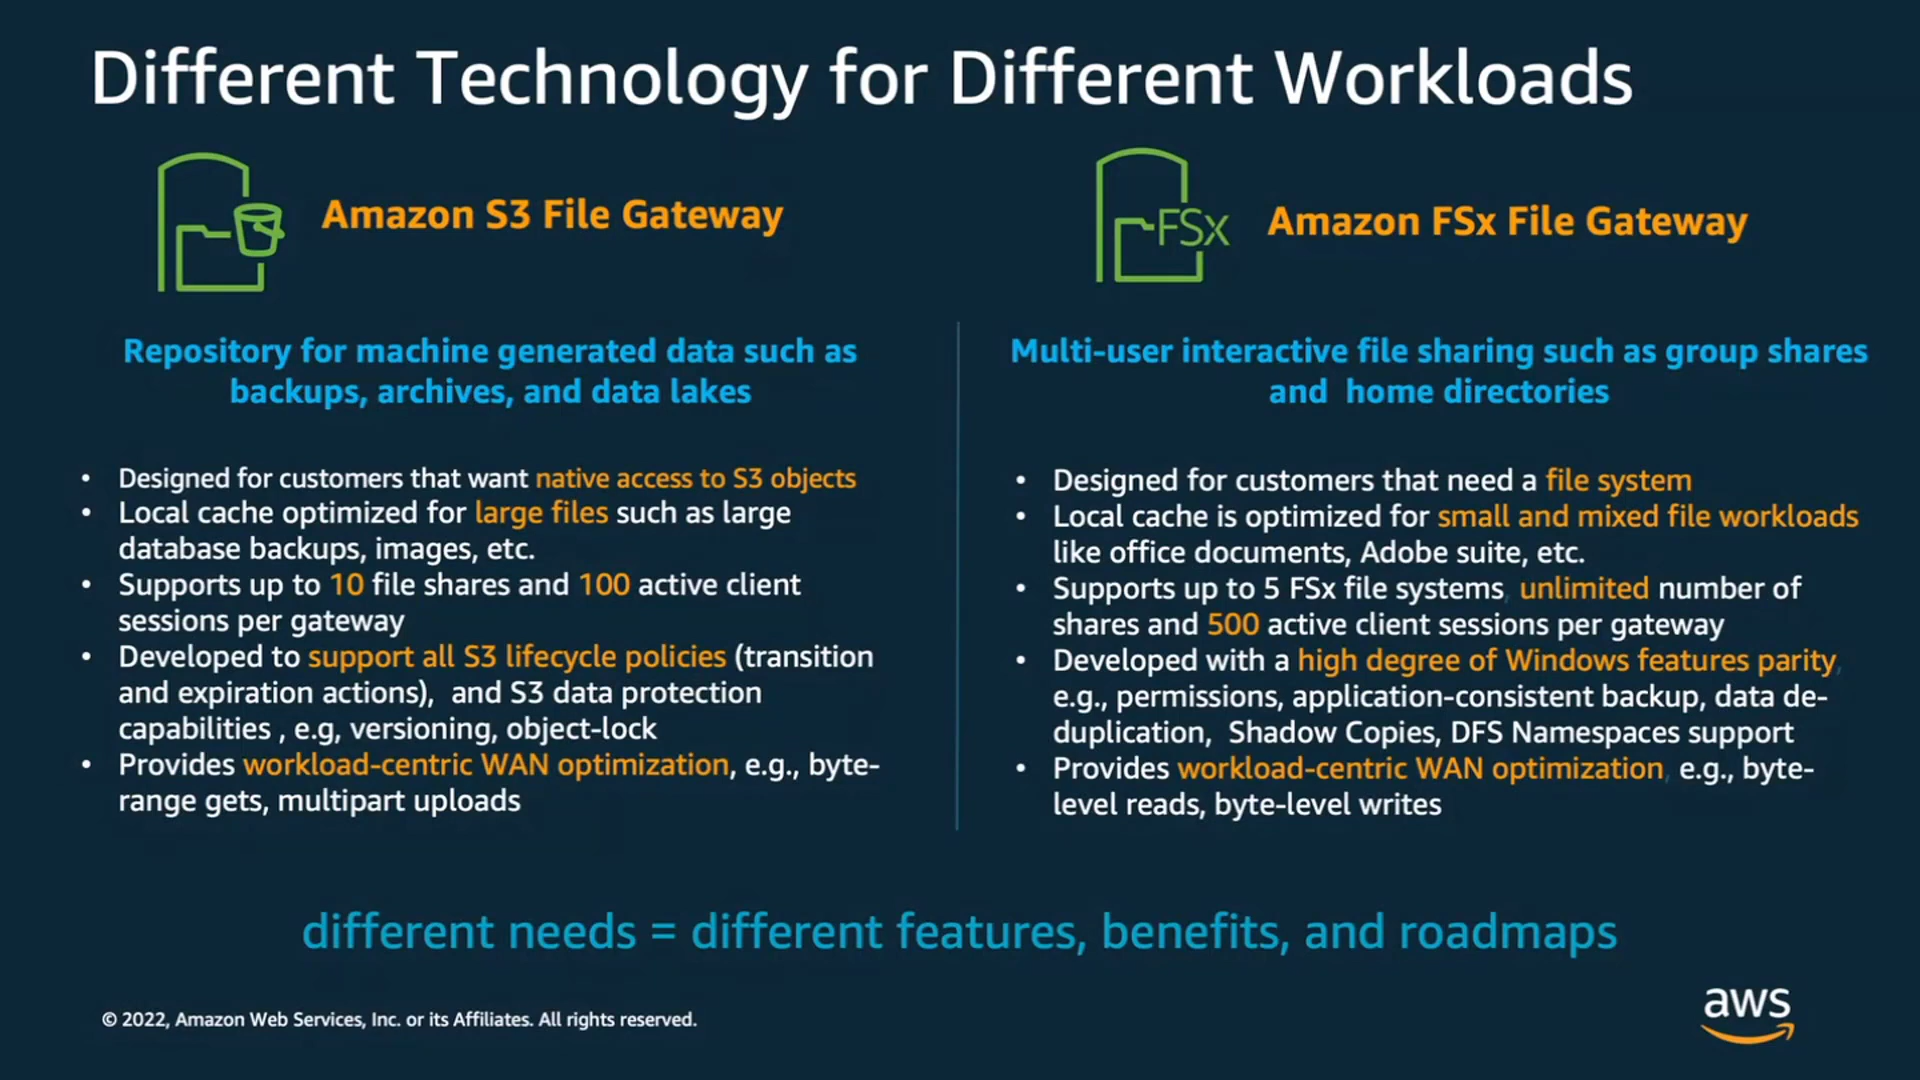 Different Technology for Different Workloads
Amazon S3 File Gateway
Repository for machine generated data such as
backups, archives, and data lakes
• Designed for customers that want native access to S3 objects
• Local cache optimized for large files such as large
database backups, images, etc.
• Supports up to 10 file shares and 100 active client
sessions per gateway
• Developed to support all S3 lifecycle policies (transition
and expiration actions), and S3 data protection
capabilities , e.g, versioning, object-lock
• Provides workload-centric WAN optimization, e.g., byte-
range gets, multipart uploads
FSx
Amazon FSx File Gateway
Multi-user interactive file sharing such as group shares
and home directories
• Designed for customers that need a file system
• Local cache is optimized for small and mixed file workloads
like office documents, Adobe suite, etc.
• Supports up to 5 FSx file systems, unlimited number of
shares and 500 active client sessions per gateway
• Developed with a high degree of Windows features parity,
e.g., permissions, application-consistent backup, data de-
duplication, Shadow Copies, DFS Namespaces support
• Provides workload-centric WAN optimization, e.g., byte-
level reads, byte-level writes
different needs = different features, benefits, and roadmaps
© 2022, Amazon Web Services, Inc. or its Affiliates. All rights reserved.
aws